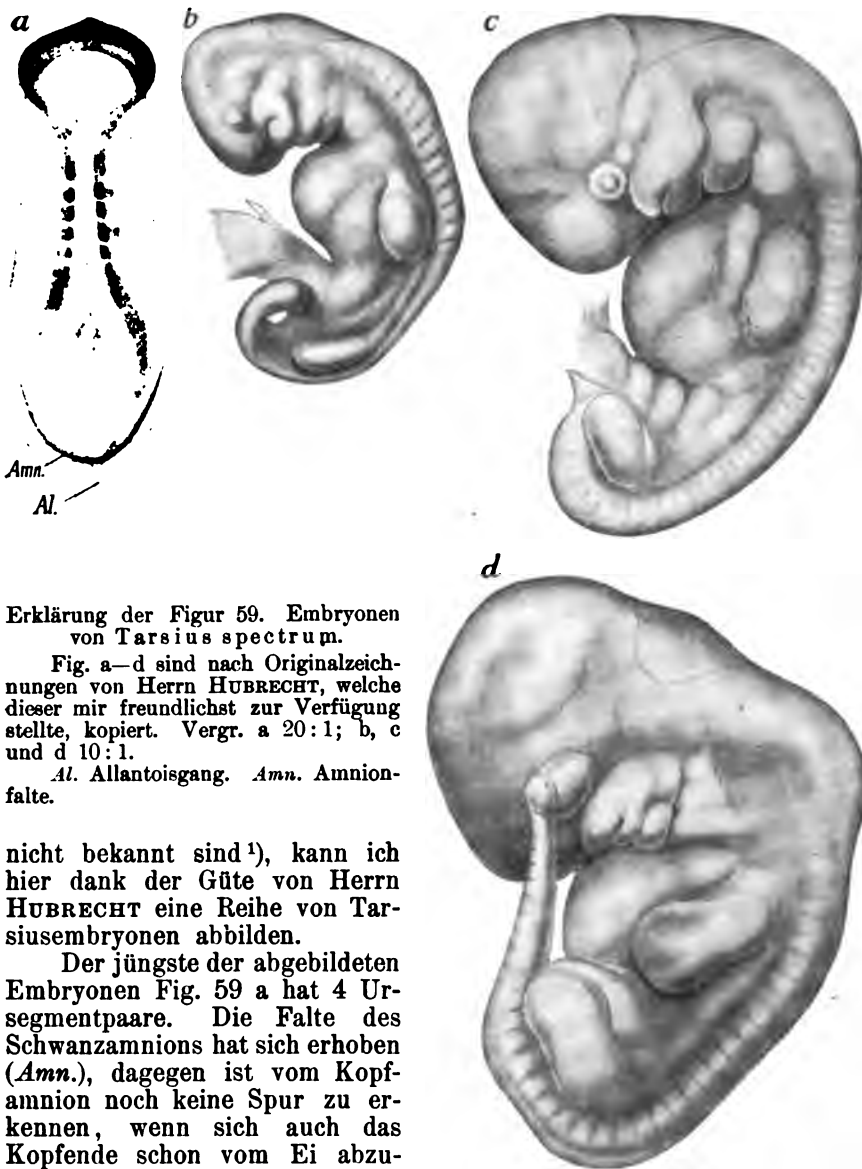 a
b
c
Amn.
Al.
d
Erklärung der Figur 59. Embryonen
von Tarsius spectrum.
Fig. a—d sind nach Originalzeich-
nungen von Herrn HUBRECHT, welche
dieser mir freundlichst zur Verfügung
stellte, kopiert. Vergr. a 20:1; b, c
und d 10:1.
Al. Allantoisgang. Amn. Amnion-
falte.
nicht bekannt sind ¹), kann ich
hier dank der Güte von Herrn
HUBRECHT eine Reihe von Tar-
siusembryonen abbilden.
Der jüngste der abgebildeten
Embryonen Fig. 59 a hat 4 Ur-
segmentpaare. Die Falte des
Schwanzamnions hat sich erhoben
(Amn.), dagegen ist vom Kopf-
amnion noch keine Spur zu er-
kennen, wenn sich auch das
Kopfende schon vom Ei abzu-